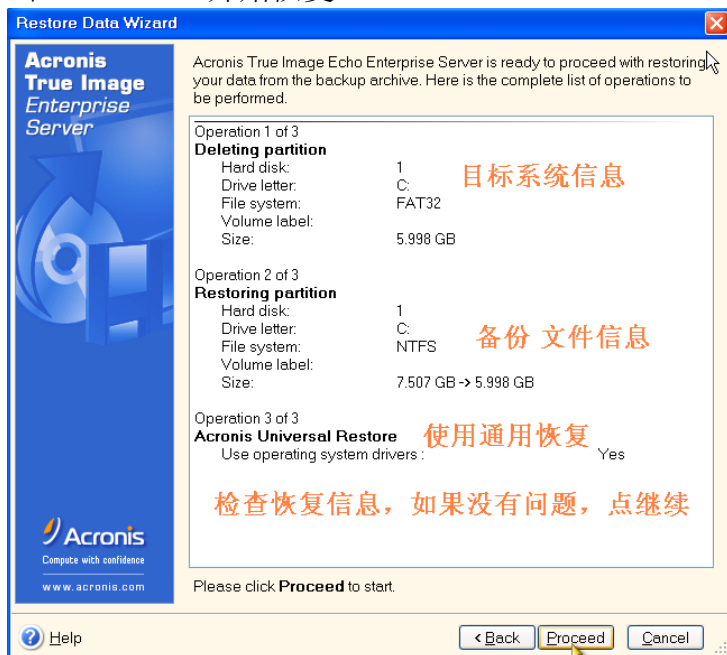 Restore Data Wizard
Acronis
True Image
Enterprise
Server
Acronis True Image Echo Enterprise Server is ready to proceed with restoring
your data from the backup archive. Here is the complete list of operations to
be performed.
Operation 1 of 3
Deleting partition
Hard disk: 1
Drive letter: C:
File system: FAT32
Volume label:
Size: 5.998 GB
目标系统信息
Operation 2 of 3
Restoring partition
Hard disk: 1
Drive letter: C:
File system: NTFS
Volume label:
Size: 7.507 GB -> 5.998 GB
备份 文件信息
Operation 3 of 3
Acronis Universal Restore 使用通用恢复
Use operating system drivers : Yes
检查恢复信息，如果没有问题，点继续
Acronis
Compute with confidence
www.acronis.com
Please click Proceed to start.
Help
< Back Proceed Cancel